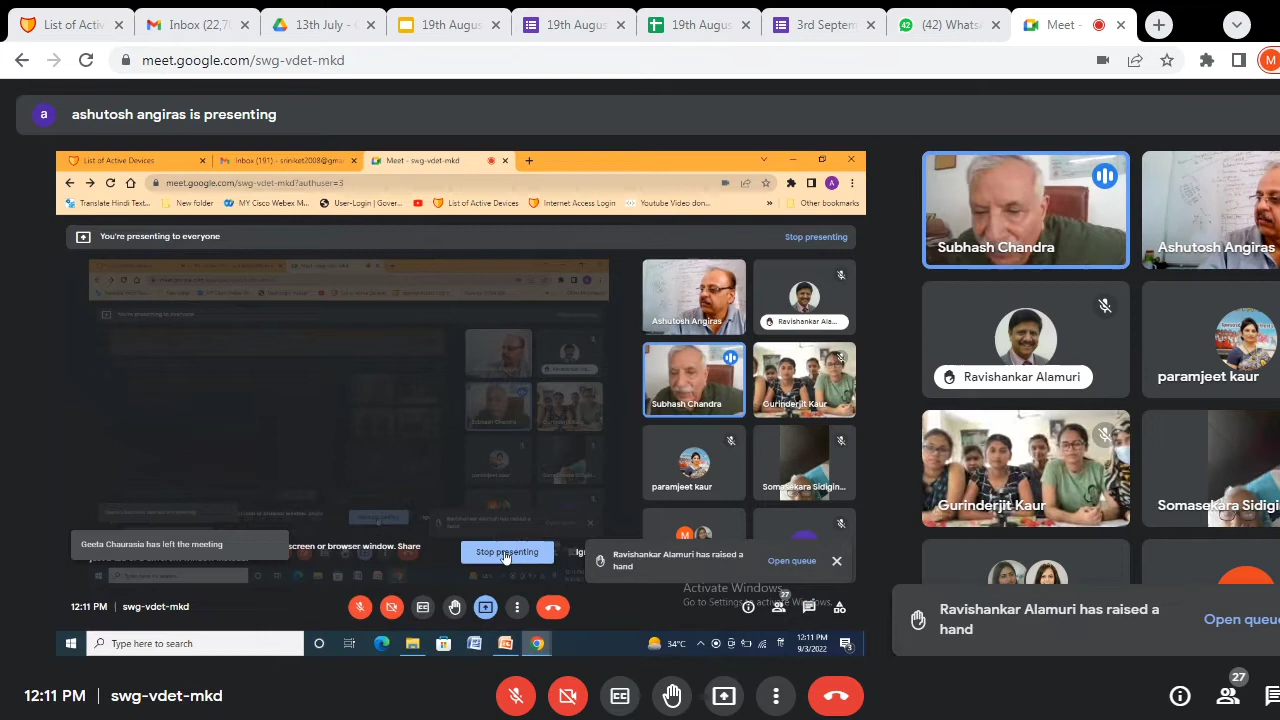 List of Activ
Inbox (22,7
13th July -
19th Augus
19th Augus
19th Augus
3rd Septem
(42) Whats
Meet -
meet.google.com/swg-vdet-mkd
M
a
ashutosh angiras is presenting
List of Active Devices
Inbox (191) - sriniket2008@gma
Meet - swg-vdet-mkd
meet.google.com/swg-vdet-mkd?authuser=3
A
Translate Hindi Text...
New folder
MY Cisco Webex M...
User-Login | Gover...
List of Active Devices
Internet Access Login
Youtube Video don...
Other bookmarks
You're presenting to everyone
Stop presenting
Ashutosh Angiras
Ravishankar Ala...
Subhash Chandra
Gurinderjit Kaur
paramjeet kaur
Somasekara Sidigin...
Geeta Chaurasia has left the meeting
screen or browser window. Share
Stop presenting
Ravishankar Alamuri has raised a
hand
Open queue
Activate Windows
Go to Settings to activate Windows.
12:11 PM
swg-vdet-mkd
27
Type here to search
34°C
12:11 PM
9/3/2022
3
Subhash Chandra
Ashutosh Angiras
Ravishankar Alamuri
paramjeet kaur
Gurinderjit Kaur
Somasekara Sidigin
Ravishankar Alamuri has raised a
hand
Open queu
12:11 PM | swg-vdet-mkd
27